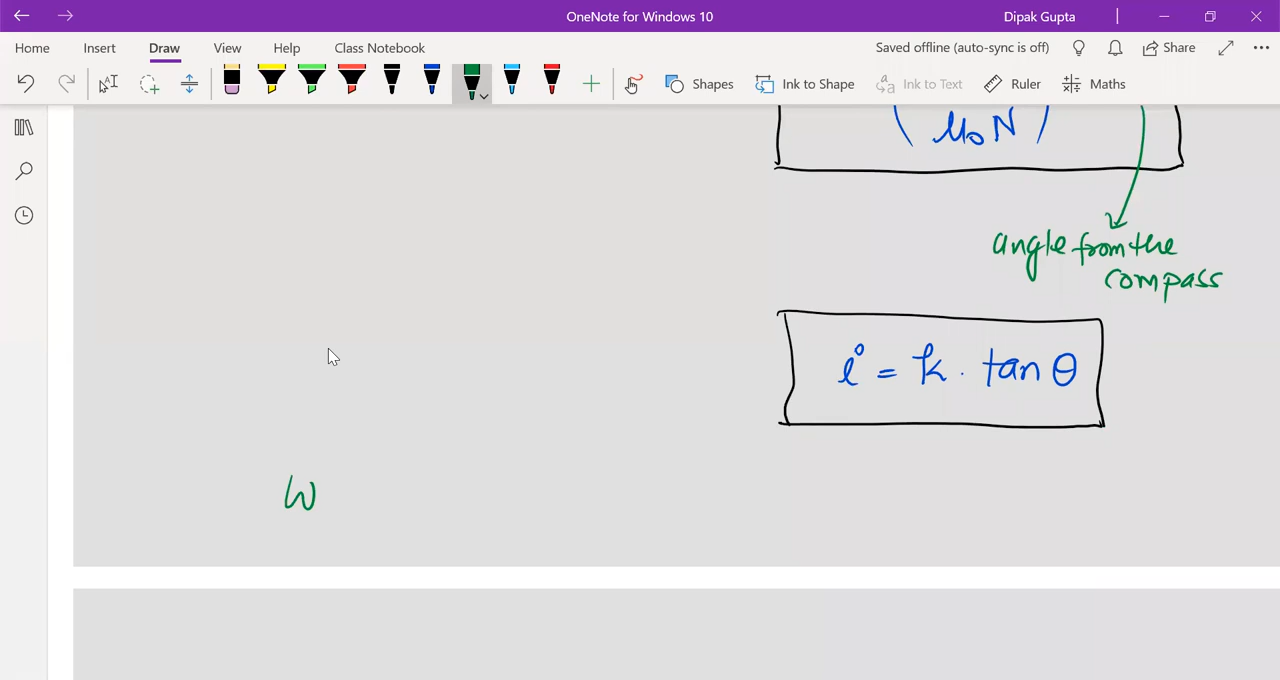 OneNote for Windows 10
Dipak Gupta
Home Insert Draw View Help Class Notebook
Saved offline (auto-sync is off)
Share
Shapes
Ink to Shape
Ink to Text
Ruler
Maths
( μ₀N )
angle from the
compass
i = k . tan θ
W